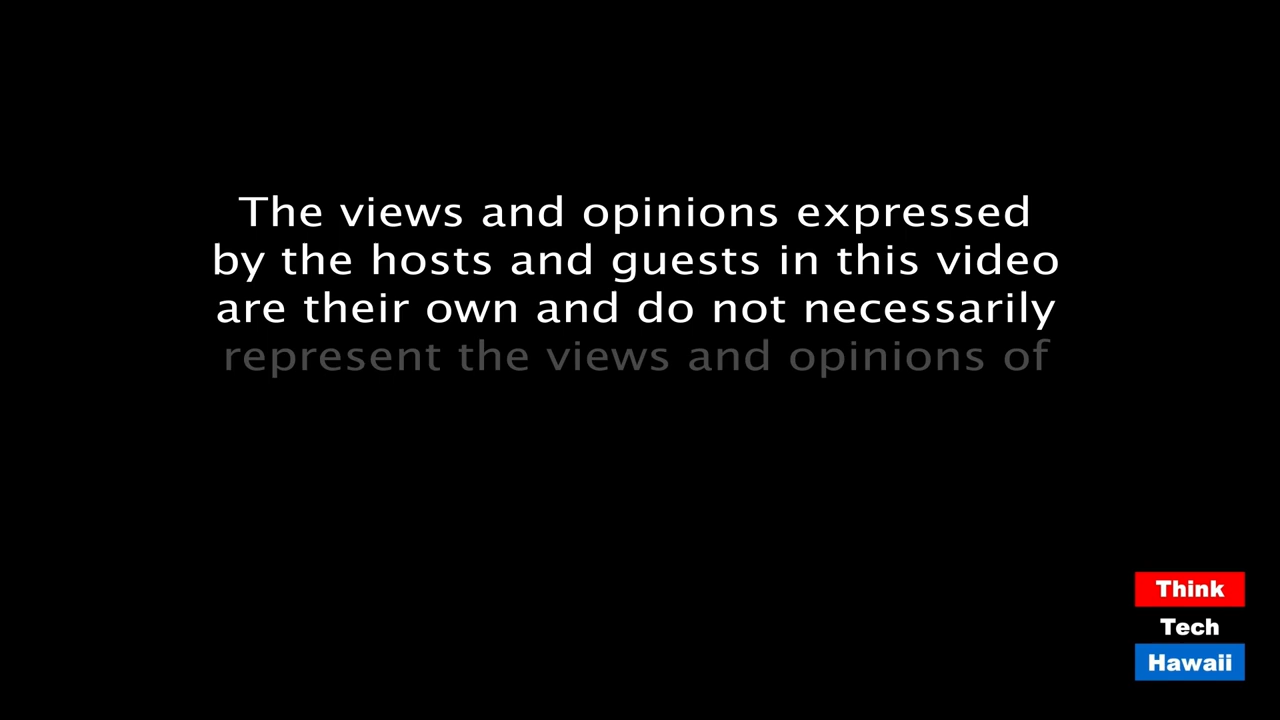 The views and opinions expressed
by the hosts and guests in this video
are their own and do not necessarily
represent the views and opinions of
Think
Tech
Hawaii